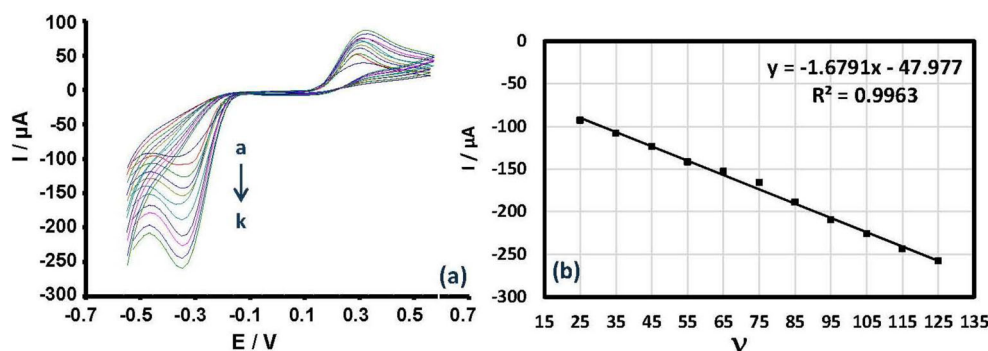 100
50
0
-50
-100
-150
-200
-250
-300
I / µA
-0.7 -0.5 -0.3 -0.1 0.1 0.3 0.5 0.7
E / V
a
k
(a)
0
-50
-100
-150
-200
-250
-300
I / µA
y = -1.6791x - 47.977
R² = 0.9963
(b)
15 25 35 45 55 65 75 85 95 105 115 125 135
ν